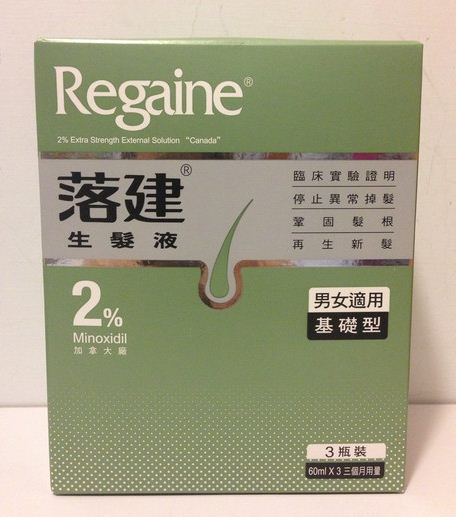 Regaine®
2% Extra Strength External Solution "Canada"
落建®
生髮液
臨床實驗證明
停止異常掉髮
鞏固髮根
再生新髮
2%
Minoxidil
加拿大廠
男女適用
基礎型
3瓶裝
60ml X 3 三個月用量